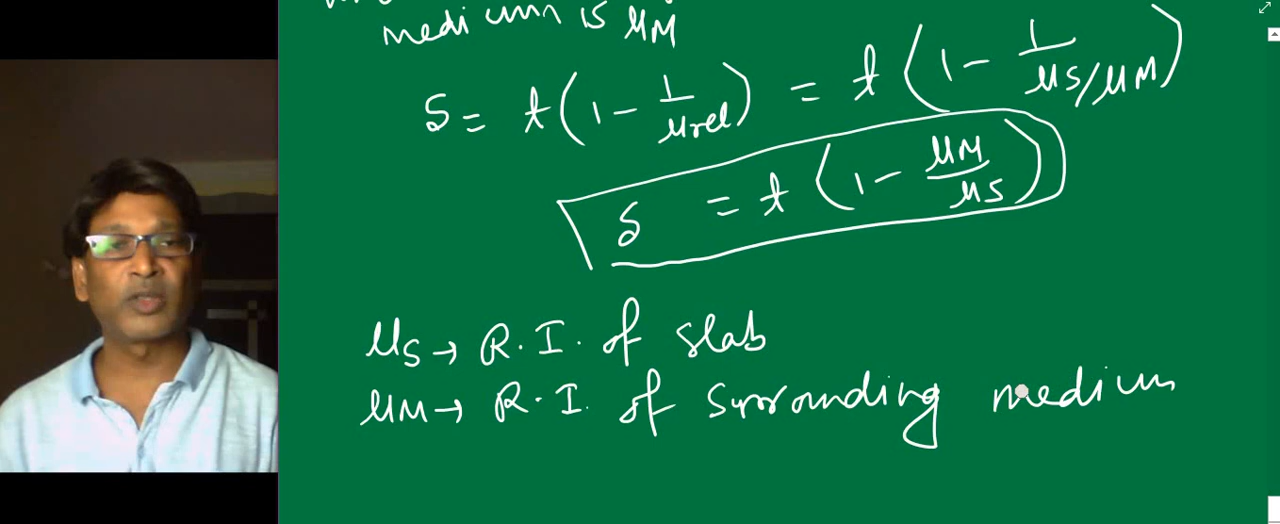 medium is μM
S = t(1 - 1/μrel) = t(1 - 1/μS/μM)
S = t(1 - μM/μS)
μS → R.I. of slab
μM → R.I. of surrounding medium